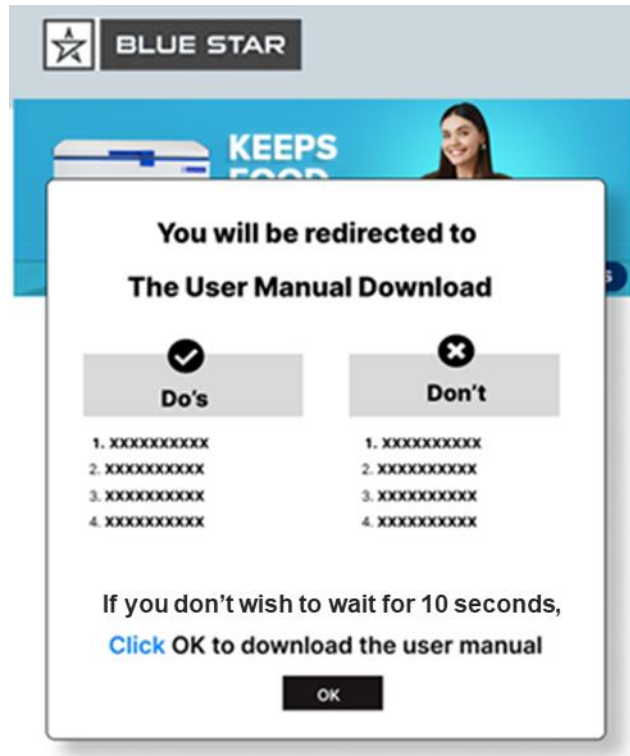 BLUE STAR
KEEPS
FOOD
You will be redirected to
The User Manual Download
Do's
Don't
1. XXXXXXXXXX
2. XXXXXXXXXX
3. XXXXXXXXXX
4. XXXXXXXXXX
1. XXXXXXXXXX
2. XXXXXXXXXX
3. XXXXXXXXXX
4. XXXXXXXXXX
If you don't wish to wait for 10 seconds,
Click OK to download the user manual
OK